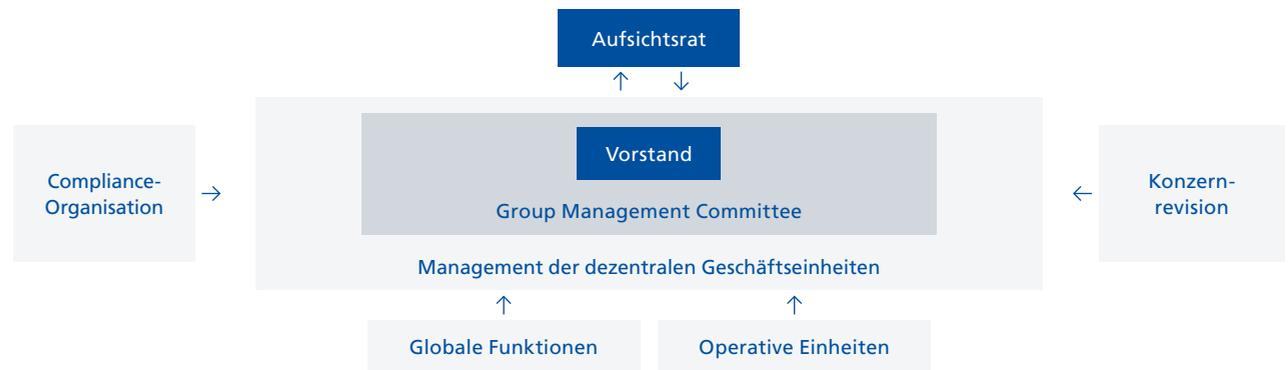 Aufsichtsrat
Vorstand
Compliance-
Organisation
Konzern-
revision
Group Management Committee
Management der dezentralen Geschäftseinheiten
Globale Funktionen
Operative Einheiten